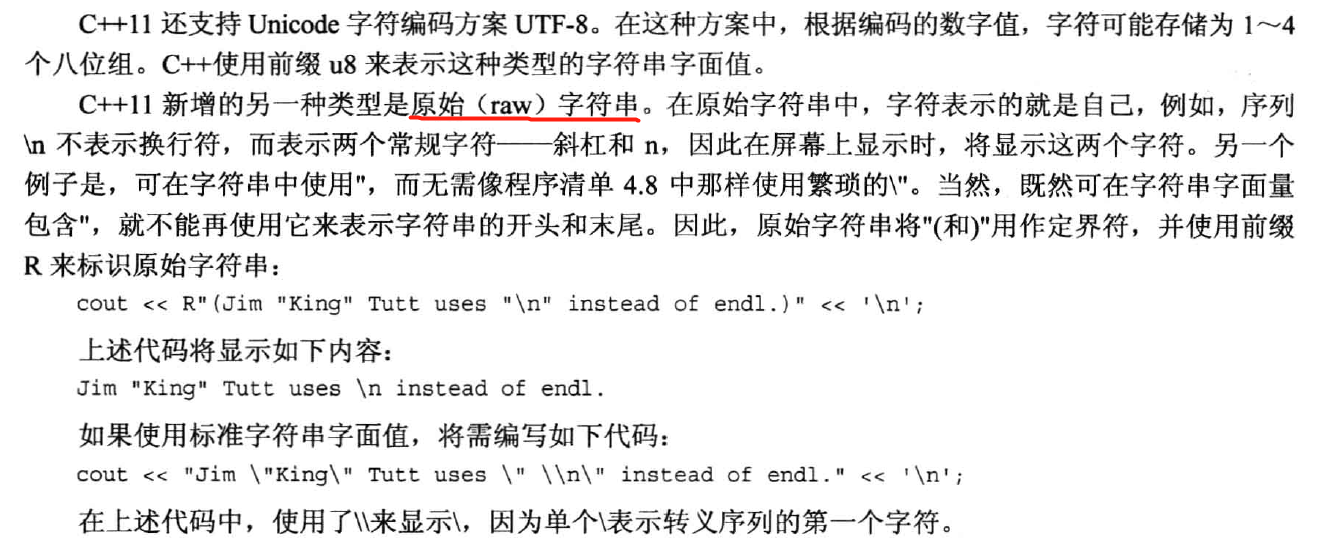 C++11 还支持 Unicode 字符编码方案 UTF-8。在这种方案中，根据编码的数字值，字符可能存储为 1～4
个八位组。C++使用前缀 u8 来表示这种类型的字符串字面值。
C++11 新增的另一种类型是原始（raw）字符串。在原始字符串中，字符表示的就是自己，例如，序列
\n 不表示换行符，而表示两个常规字符——斜杠和 n，因此在屏幕上显示时，将显示这两个字符。另一个
例子是，可在字符串中使用"，而无需像程序清单 4.8 中那样使用繁琐的\"。当然，既然可在字符串字面量
包含"，就不能再使用它来表示字符串的开头和末尾。因此，原始字符串将"(和)"用作定界符，并使用前缀
R 来标识原始字符串：
cout << R"(Jim "King" Tutt uses "\n" instead of endl.)" << '\n';
上述代码将显示如下内容：
Jim "King" Tutt uses \n instead of endl.
如果使用标准字符串字面值，将需编写如下代码：
cout << "Jim \"King\" Tutt uses \" \\n\" instead of endl." << '\n';
在上述代码中，使用了\\来显示\，因为单个\表示转义序列的第一个字符。